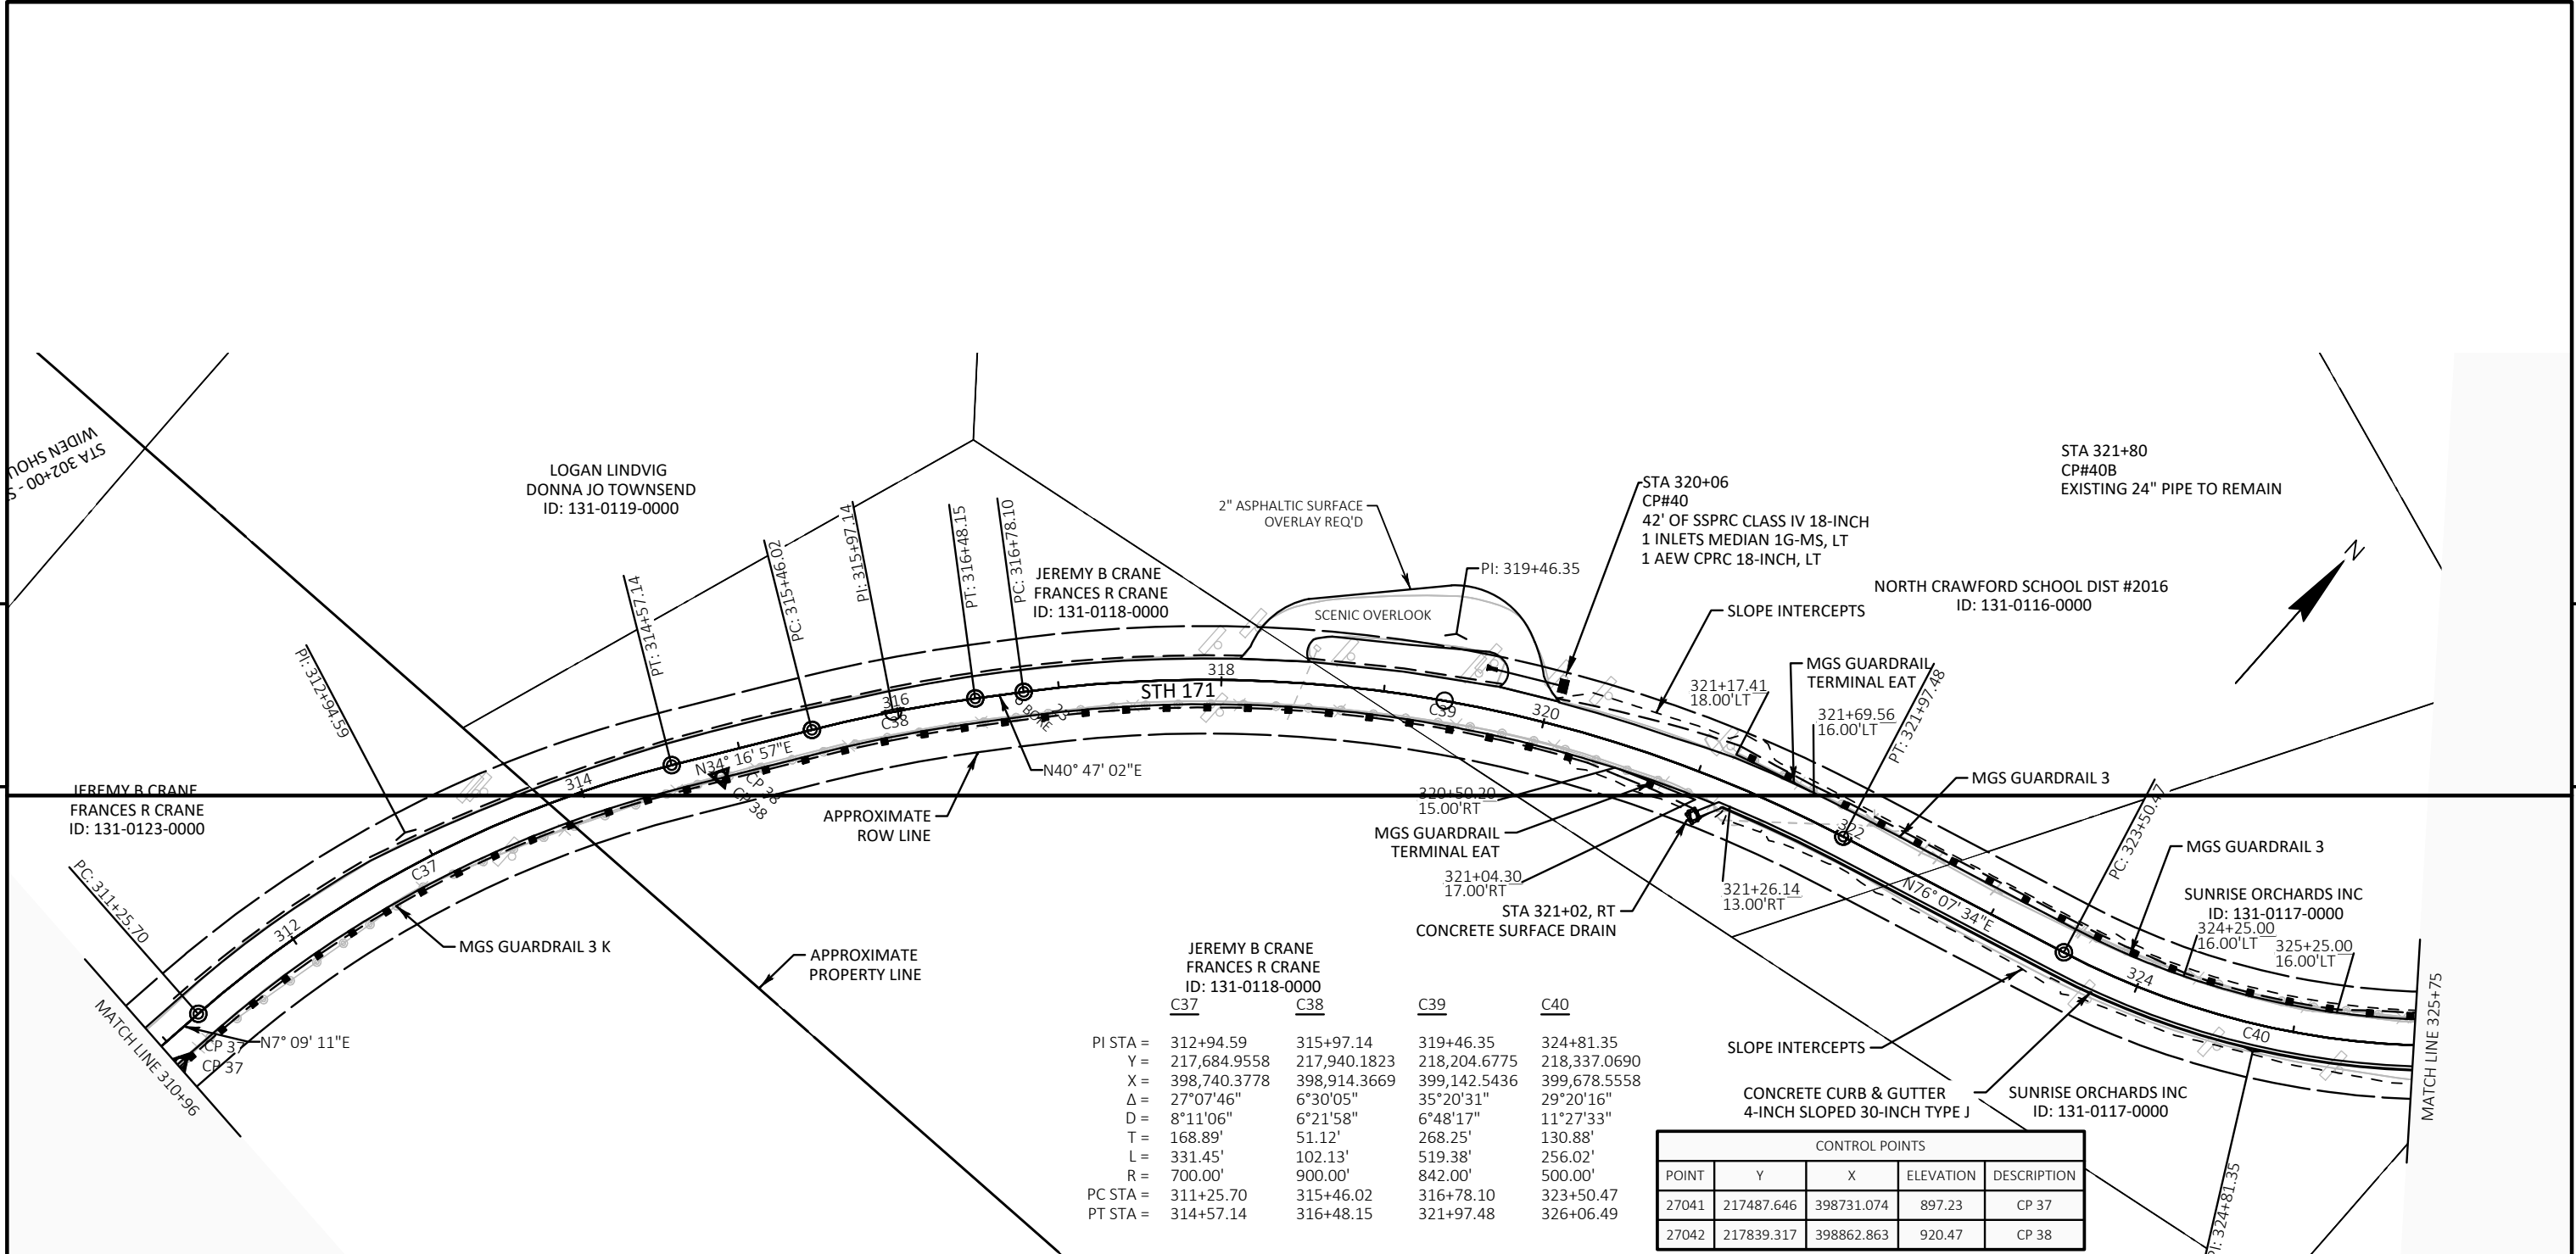 STA 302+00 - S
WIDEN SHOU
LOGAN LINDVIG
DONNA JO TOWNSEND
ID: 131-0119-0000
PI: 312+94.59
PT: 314+57.14
PC: 315+46.02
PI: 315+97.14
PT: 316+48.15
PC: 316+78.10
JEREMY B CRANE
FRANCES R CRANE
ID: 131-0118-0000
2" ASPHALTIC SURFACE
OVERLAY REQ'D
PI: 319+46.35
SCENIC OVERLOOK
STA 320+06
CP#40
42' OF SSPRC CLASS IV 18-INCH
1 INLETS MEDIAN 1G-MS, LT
1 AEW CPRC 18-INCH, LT
STA 321+80
CP#40B
EXISTING 24" PIPE TO REMAIN
N
NORTH CRAWFORD SCHOOL DIST #2016
ID: 131-0116-0000
SLOPE INTERCEPTS
MGS GUARDRAIL
TERMINAL EAT
321+17.41
18.00'LT
321+69.56
16.00'LT
PT: 321+97.48
MGS GUARDRAIL 3
PC: 323+50.47
MGS GUARDRAIL 3
SUNRISE ORCHARDS INC
ID: 131-0117-0000
324+25.00
16.00'LT
325+25.00
16.00'LT
MATCH LINE 325+75
JEREMY B CRANE
FRANCES R CRANE
ID: 131-0123-0000
PC: 311+25.70
MATCH LINE 310+96
N7° 09' 11"E
CP 37
CP 37
312
C37
314
N34° 16' 57"E
CP 38
CP 38
316
C38
N40° 47' 02"E
STH 171
318
C39
320
322
N76° 07' 34"E
324
C40
MGS GUARDRAIL 3 K
APPROXIMATE
ROW LINE
APPROXIMATE
PROPERTY LINE
320+50.20
15.00'RT
MGS GUARDRAIL
TERMINAL EAT
321+04.30
17.00'RT
STA 321+02, RT
CONCRETE SURFACE DRAIN
321+26.14
13.00'RT
SLOPE INTERCEPTS
CONCRETE CURB & GUTTER
4-INCH SLOPED 30-INCH TYPE J
SUNRISE ORCHARDS INC
ID: 131-0117-0000
PI: 324+81.35
JEREMY B CRANE
FRANCES R CRANE
ID: 131-0118-0000
C37 C38 C39 C40
PI STA = 312+94.59 315+97.14 319+46.35 324+81.35
Y = 217,684.9558 217,940.1823 218,204.6775 218,337.0690
X = 398,740.3778 398,914.3669 399,142.5436 399,678.5558
Δ = 27°07'46" 6°30'05" 35°20'31" 29°20'16"
D = 8°11'06" 6°21'58" 6°48'17" 11°27'33"
T = 168.89' 51.12' 268.25' 130.88'
L = 331.45' 102.13' 519.38' 256.02'
R = 700.00' 900.00' 842.00' 500.00'
PC STA = 311+25.70 315+46.02 316+78.10 323+50.47
PT STA = 314+57.14 316+48.15 321+97.48 326+06.49
CONTROL POINTS
POINT Y X ELEVATION DESCRIPTION
27041 217487.646 398731.074 897.23 CP 37
27042 217839.317 398862.863 920.47 CP 38